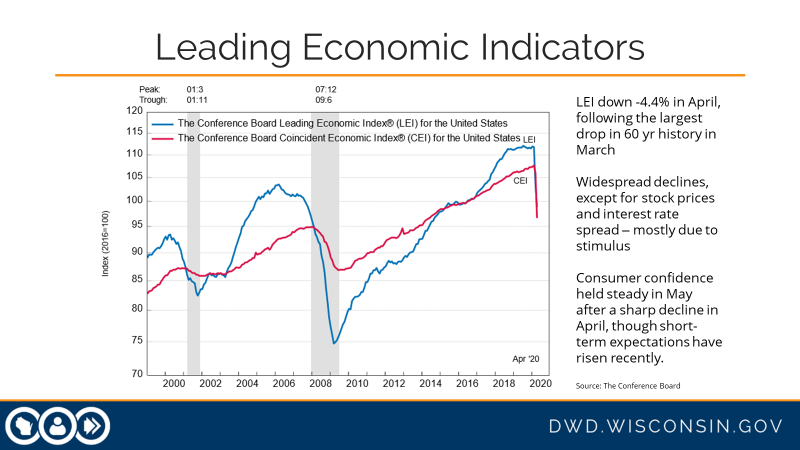 Leading Economic Indicators
Peak: 01:3 07:12
Trough: 01:11 09:6
120
115
110
105
100
95
90
85
80
75
70
Index (2016=100)
The Conference Board Leading Economic Index® (LEI) for the United States
The Conference Board Coincident Economic Index® (CEI) for the United States
LEI
CEI
Apr '20
2000 2002 2004 2006 2008 2010 2012 2014 2016 2018 2020
LEI down -4.4% in April,
following the largest
drop in 60 yr history in
March
Widespread declines,
except for stock prices
and interest rate
spread – mostly due to
stimulus
Consumer confidence
held steady in May
after a sharp decline in
April, though short-
term expectations have
risen recently.
Source: The Conference Board
DWD.WISCONSIN.GOV